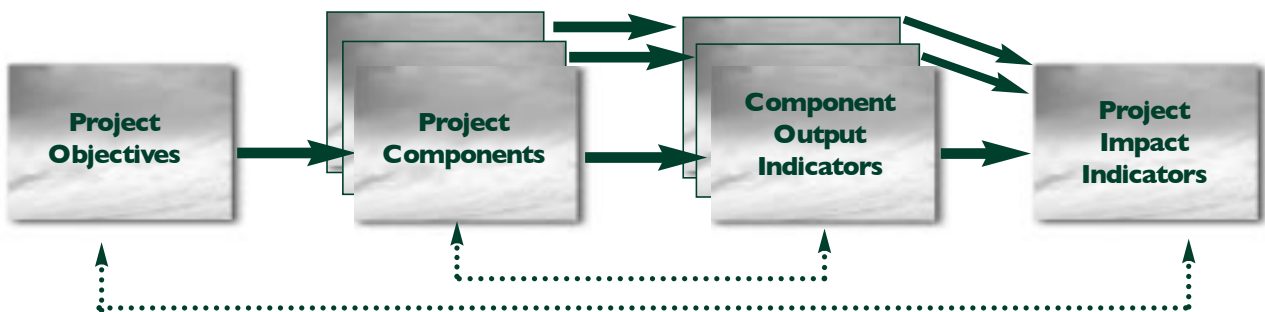 Project
Objectives
Project
Components
Component
Output
Indicators
Project
Impact
Indicators